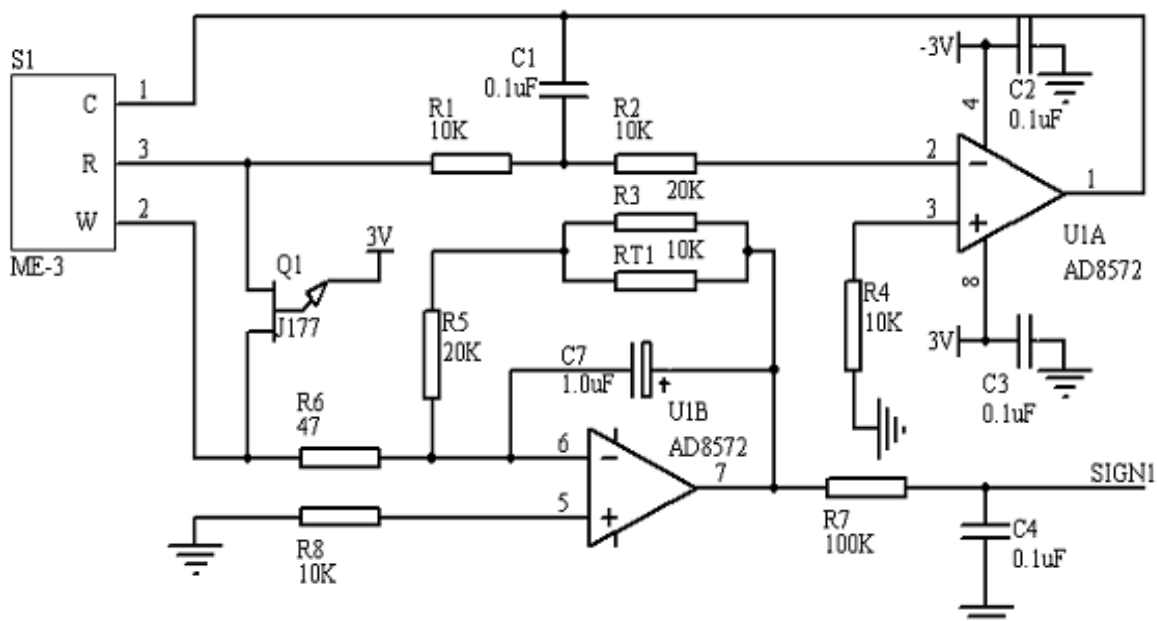 S1
C
1
R
3
W
2
ME-3
C1
0.1uF
R1
10K
R2
10K
-3V
4
C2
0.1uF
2
−
3
+
1
U1A
AD8572
8
3V
C3
0.1uF
R4
10K
20K
R3
10K
RT1
Q1
3V
J177
R5
20K
C7
1.0uF
+
U1B
AD8572
R6
47
6
−
5
+
7
R8
10K
R7
100K
SIGN1
C4
0.1uF